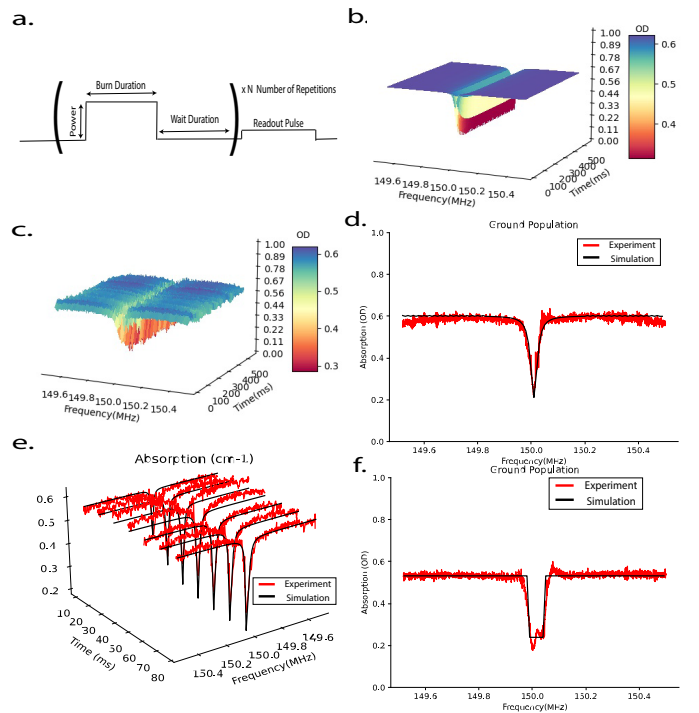 a.
Burn Duration
x N Number of Repetitions
Power
Wait Duration
Readout Pulse
b.
OD
1.00
0.89
0.78
0.67
0.56
0.44
0.33
0.22
0.11
0.00
0.6
0.5
0.4
149.6 149.8 150.0 150.2 150.4
Frequency(MHz)
0 100 200 300 400 500
Time(ms)
c.
OD
1.00
0.89
0.78
0.67
0.56
0.44
0.33
0.22
0.11
0.00
0.6
0.5
0.4
0.3
149.6 149.8 150.0 150.2 150.4
Frequency(MHz)
0 100 200 300 400 500
Time(ms)
d.
Ground Population
Experiment
Simulation
Absorption (OD)
1.0
0.8
0.6
0.4
0.2
0.0
149.6 149.8 150.0 150.2 150.4
Frequency(MHz)
e.
Absorption (cm-1)
0.6
0.5
0.4
0.3
0.2
Experiment
Simulation
10 20 30 40 50 60 70 80
Time (ms)
150.4 150.2 150.0 149.8 149.6
Frequency(MHz)
f.
Ground Population
Experiment
Simulation
Absorption (OD)
1.0
0.8
0.6
0.4
0.2
0.0
149.6 149.8 150.0 150.2 150.4
Frequency(MHz)